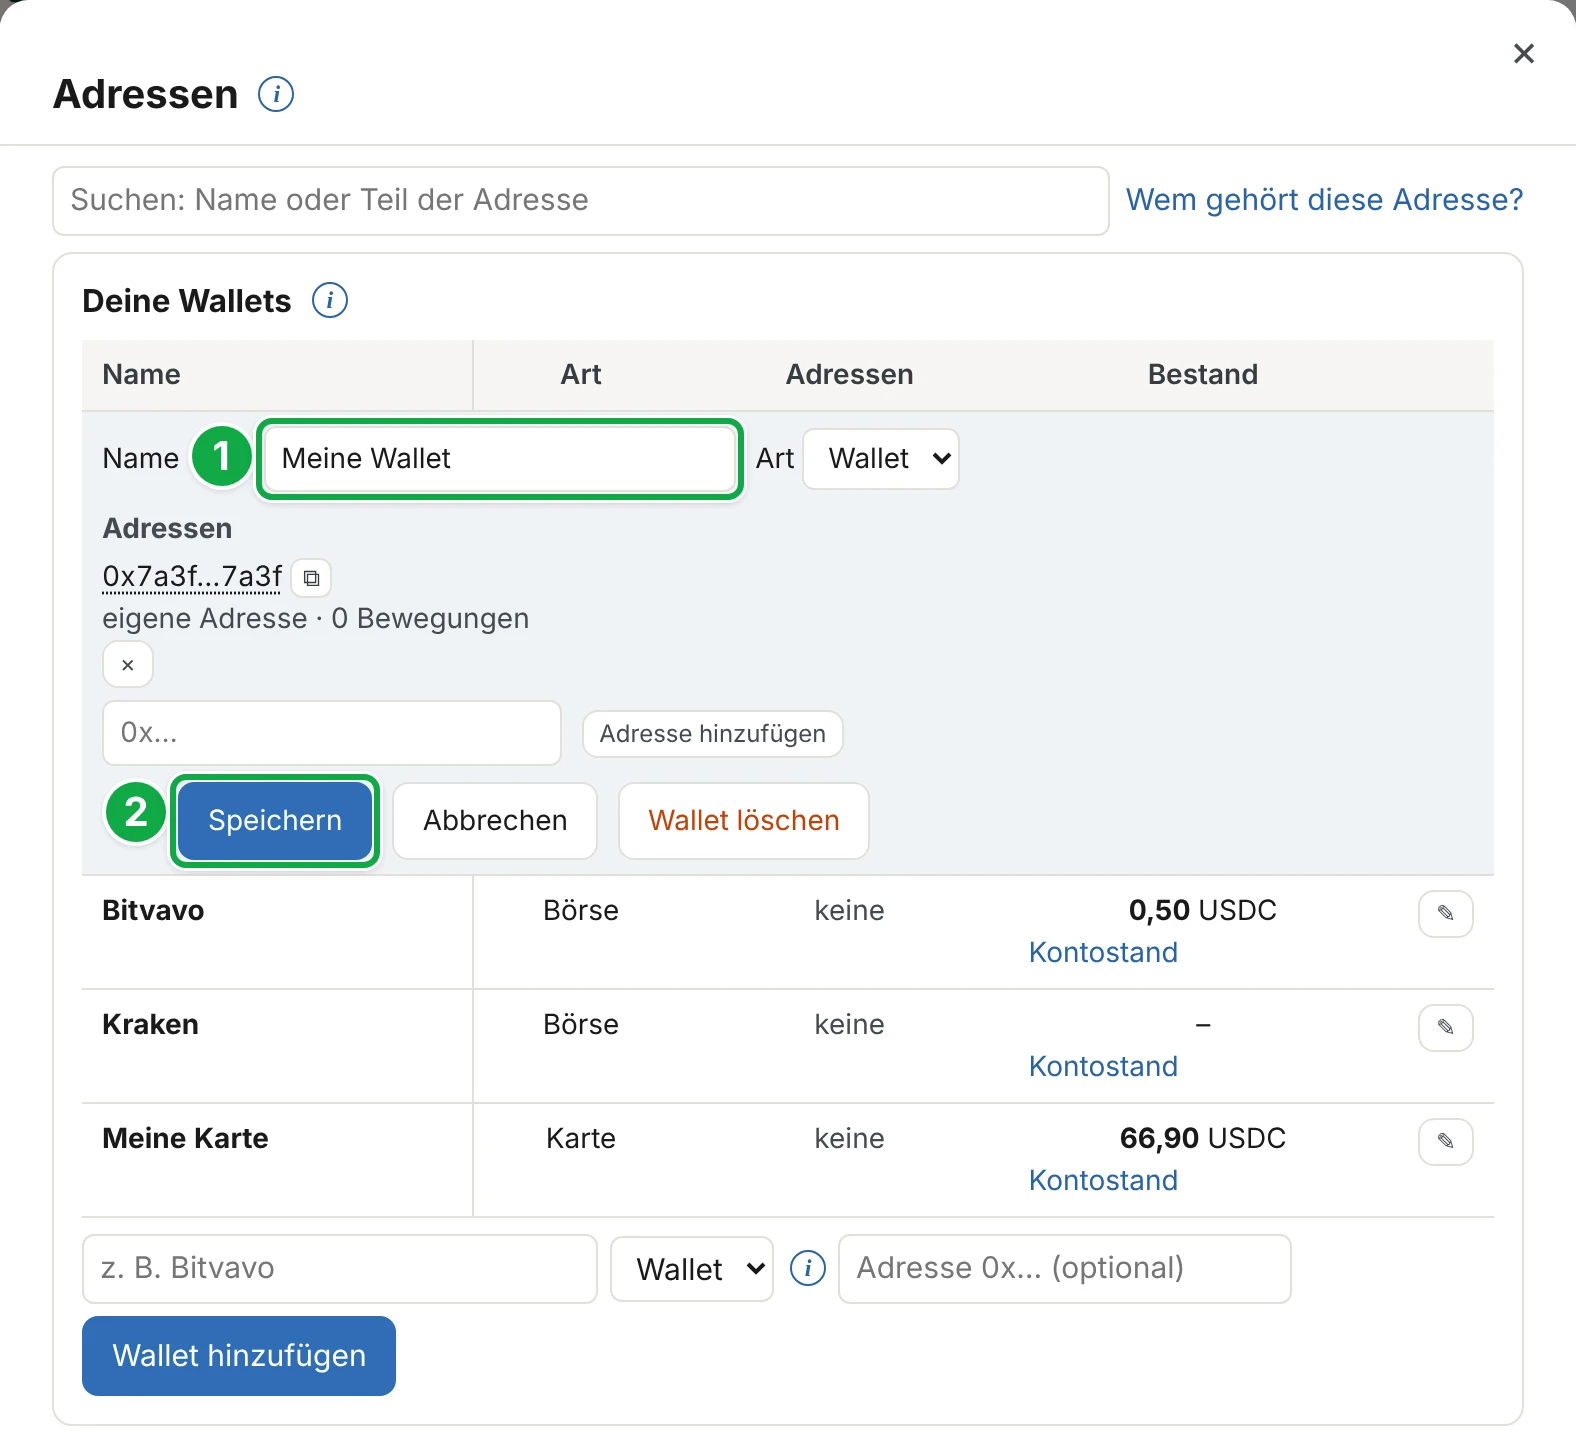 Adressen i
×
Suchen: Name oder Teil der Adresse Wem gehört diese Adresse?
Deine Wallets i
Name Art Adressen Bestand
Name 1 Meine Wallet Art Wallet
Adressen
0x7a3f…7a3f
eigene Adresse · 0 Bewegungen
×
0x… Adresse hinzufügen
2 Speichern Abbrechen Wallet löschen
Bitvavo Börse keine 0,50 USDC
Kontostand
Kraken Börse keine –
Kontostand
Meine Karte Karte keine 66,90 USDC
Kontostand
z. B. Bitvavo Wallet i Adresse 0x… (optional)
Wallet hinzufügen